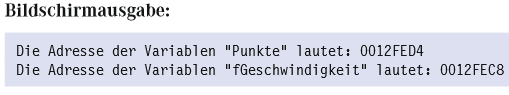 Bildschirmausgabe:
Die Adresse der Variablen "Punkte" lautet: 0012FED4
Die Adresse der Variablen "fGeschwindigkeit" lautet: 0012FEC8